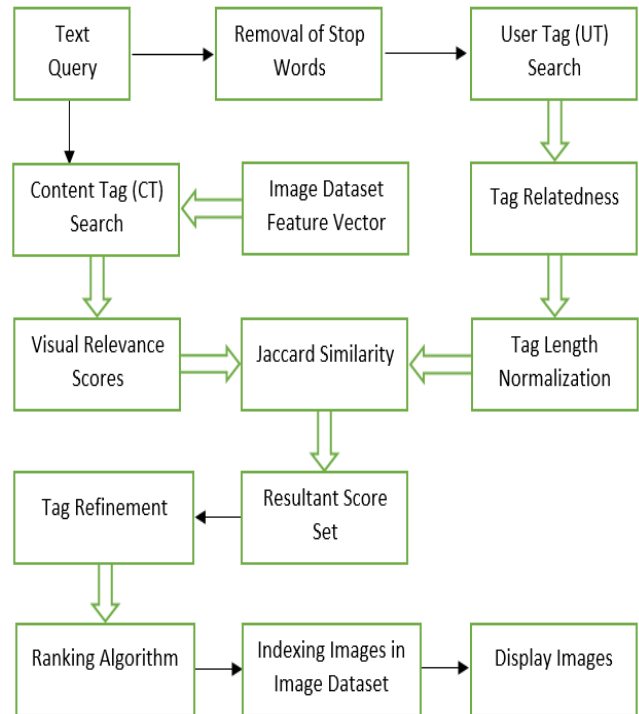 Text
Query
Removal of Stop
Words
User Tag (UT)
Search
Content Tag (CT)
Search
Image Dataset
Feature Vector
Tag Relatedness
Visual Relevance
Scores
Jaccard Similarity
Tag Length
Normalization
Tag Refinement
Resultant Score
Set
Ranking Algorithm
Indexing Images in
Image Dataset
Display Images